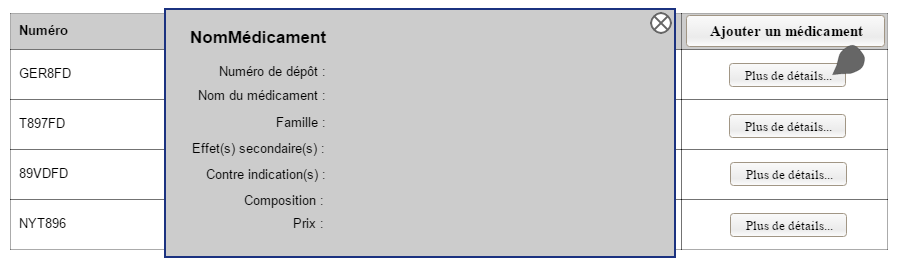 Numéro
Ajouter un médicament
NomMédicament
GER8FD
Numéro de dépôt :
Plus de détails...
Nom du médicament :
T897FD
Famille :
Plus de détails...
Effet(s) secondaire(s) :
89VDFD
Contre indication(s) :
Plus de détails...
Composition :
NYT896
Prix :
Plus de détails...